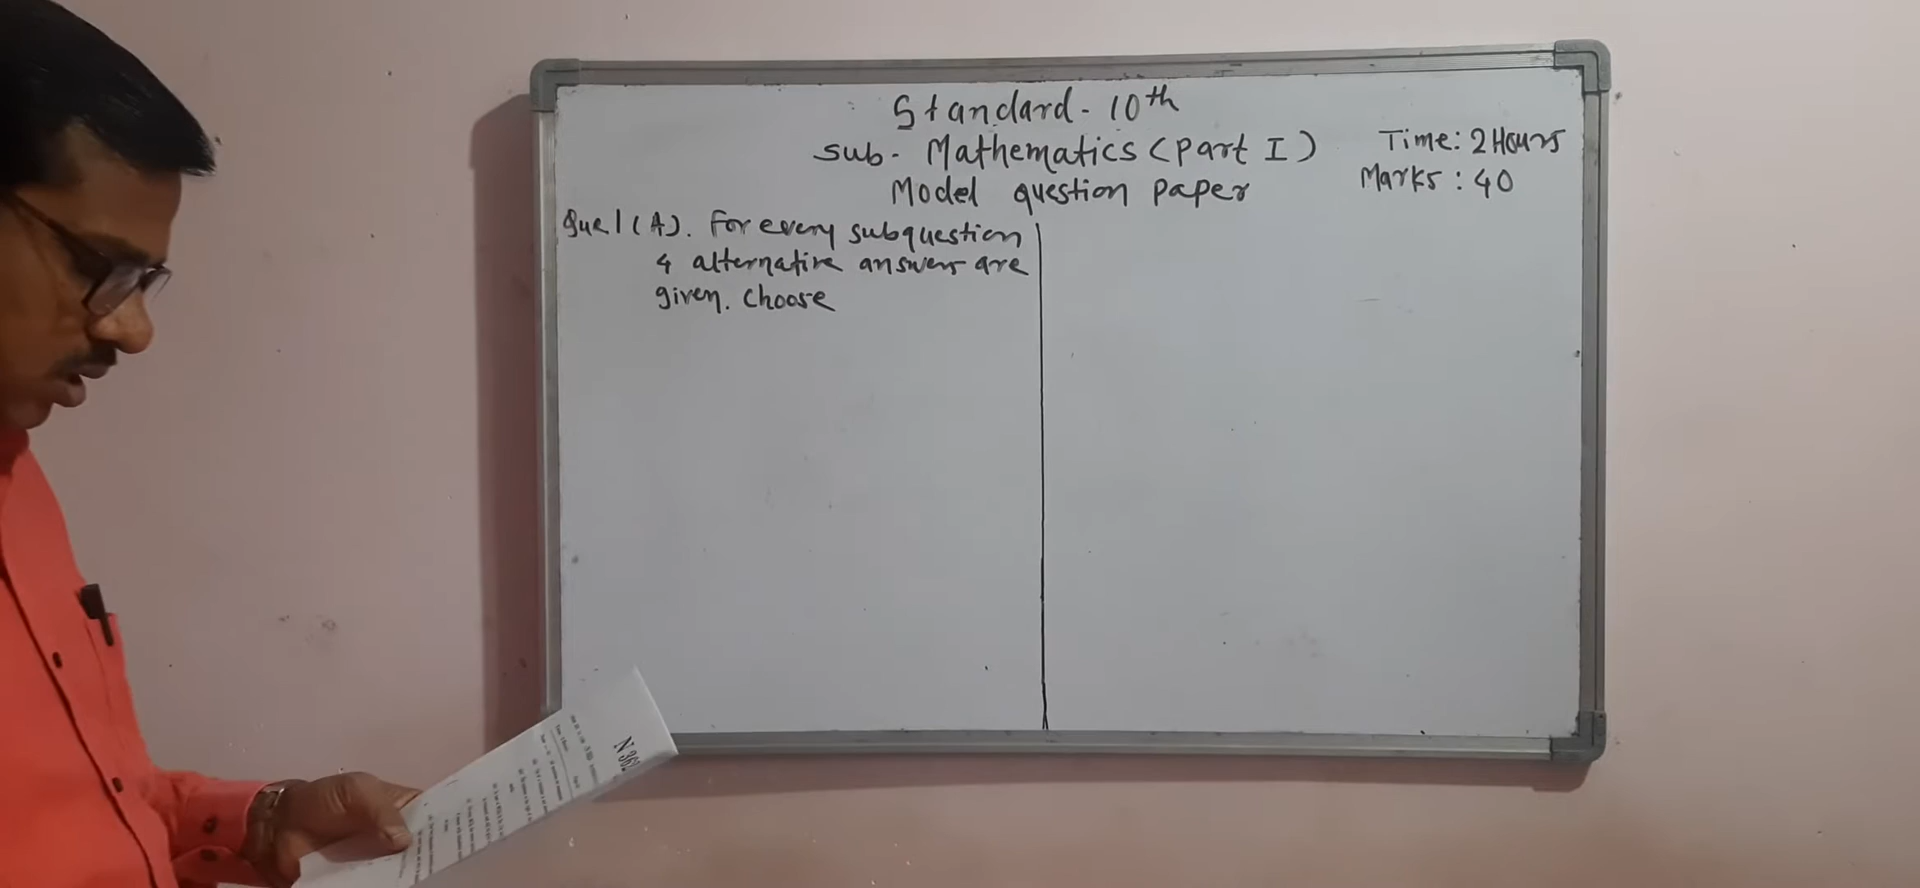 Standard - 10th
Sub - Mathematics (Part I)
Time: 2 Hours
Model question paper
Marks : 40
Que 1 (A). For every subquestion
4 alternative answers are
given. Choose
N 362